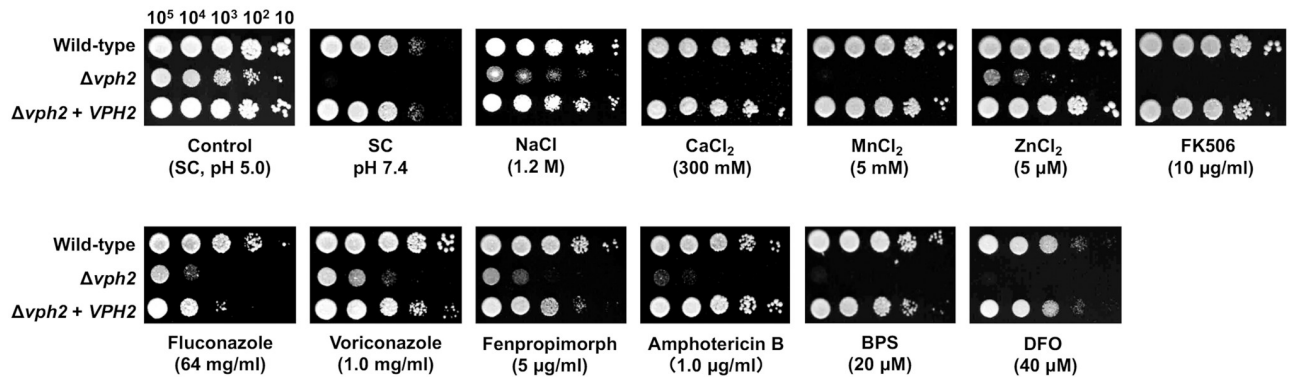 10⁵ 10⁴ 10³ 10² 10
Wild-type
Δvph2
Δvph2 + VPH2
Control
(SC, pH 5.0)
SC
pH 7.4
NaCl
(1.2 M)
CaCl₂
(300 mM)
MnCl₂
(5 mM)
ZnCl₂
(5 µM)
FK506
(10 µg/ml)
Wild-type
Δvph2
Δvph2 + VPH2
Fluconazole
(64 mg/ml)
Voriconazole
(1.0 mg/ml)
Fenpropimorph
(5 µg/ml)
Amphotericin B
(1.0 µg/ml)
BPS
(20 µM)
DFO
(40 µM)